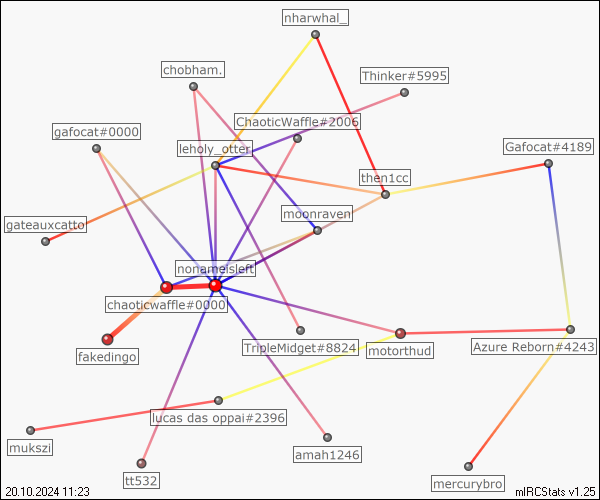 nharwhal_
chobham.
Thinker#5995
ChaoticWaffle#2006
gafocat#0000
leholy_otter
Gafocat#4189
then1cc
gateauxcatto
moonraven
nonameisleft
chaoticwaffle#0000
fakedingo
TripleMidget#8824
motorthud
Azure Reborn#4243
lucas das oppai#2396
mukszi
amah1246
tt532
mercurybro
20.10.2024 11:23
mIRCStats v1.25